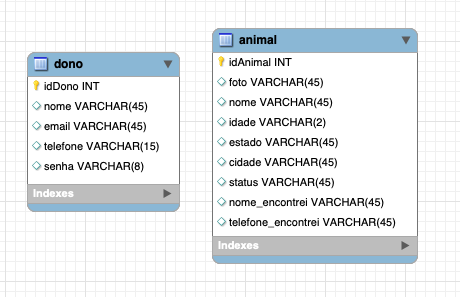 dono
idDono INT
nome VARCHAR(45)
email VARCHAR(45)
telefone VARCHAR(15)
senha VARCHAR(8)
Indexes
animal
idAnimal INT
foto VARCHAR(45)
nome VARCHAR(45)
idade VARCHAR(2)
estado VARCHAR(45)
cidade VARCHAR(45)
status VARCHAR(45)
nome_encontrei VARCHAR(45)
telefone_encontrei VARCHAR(45)
Indexes